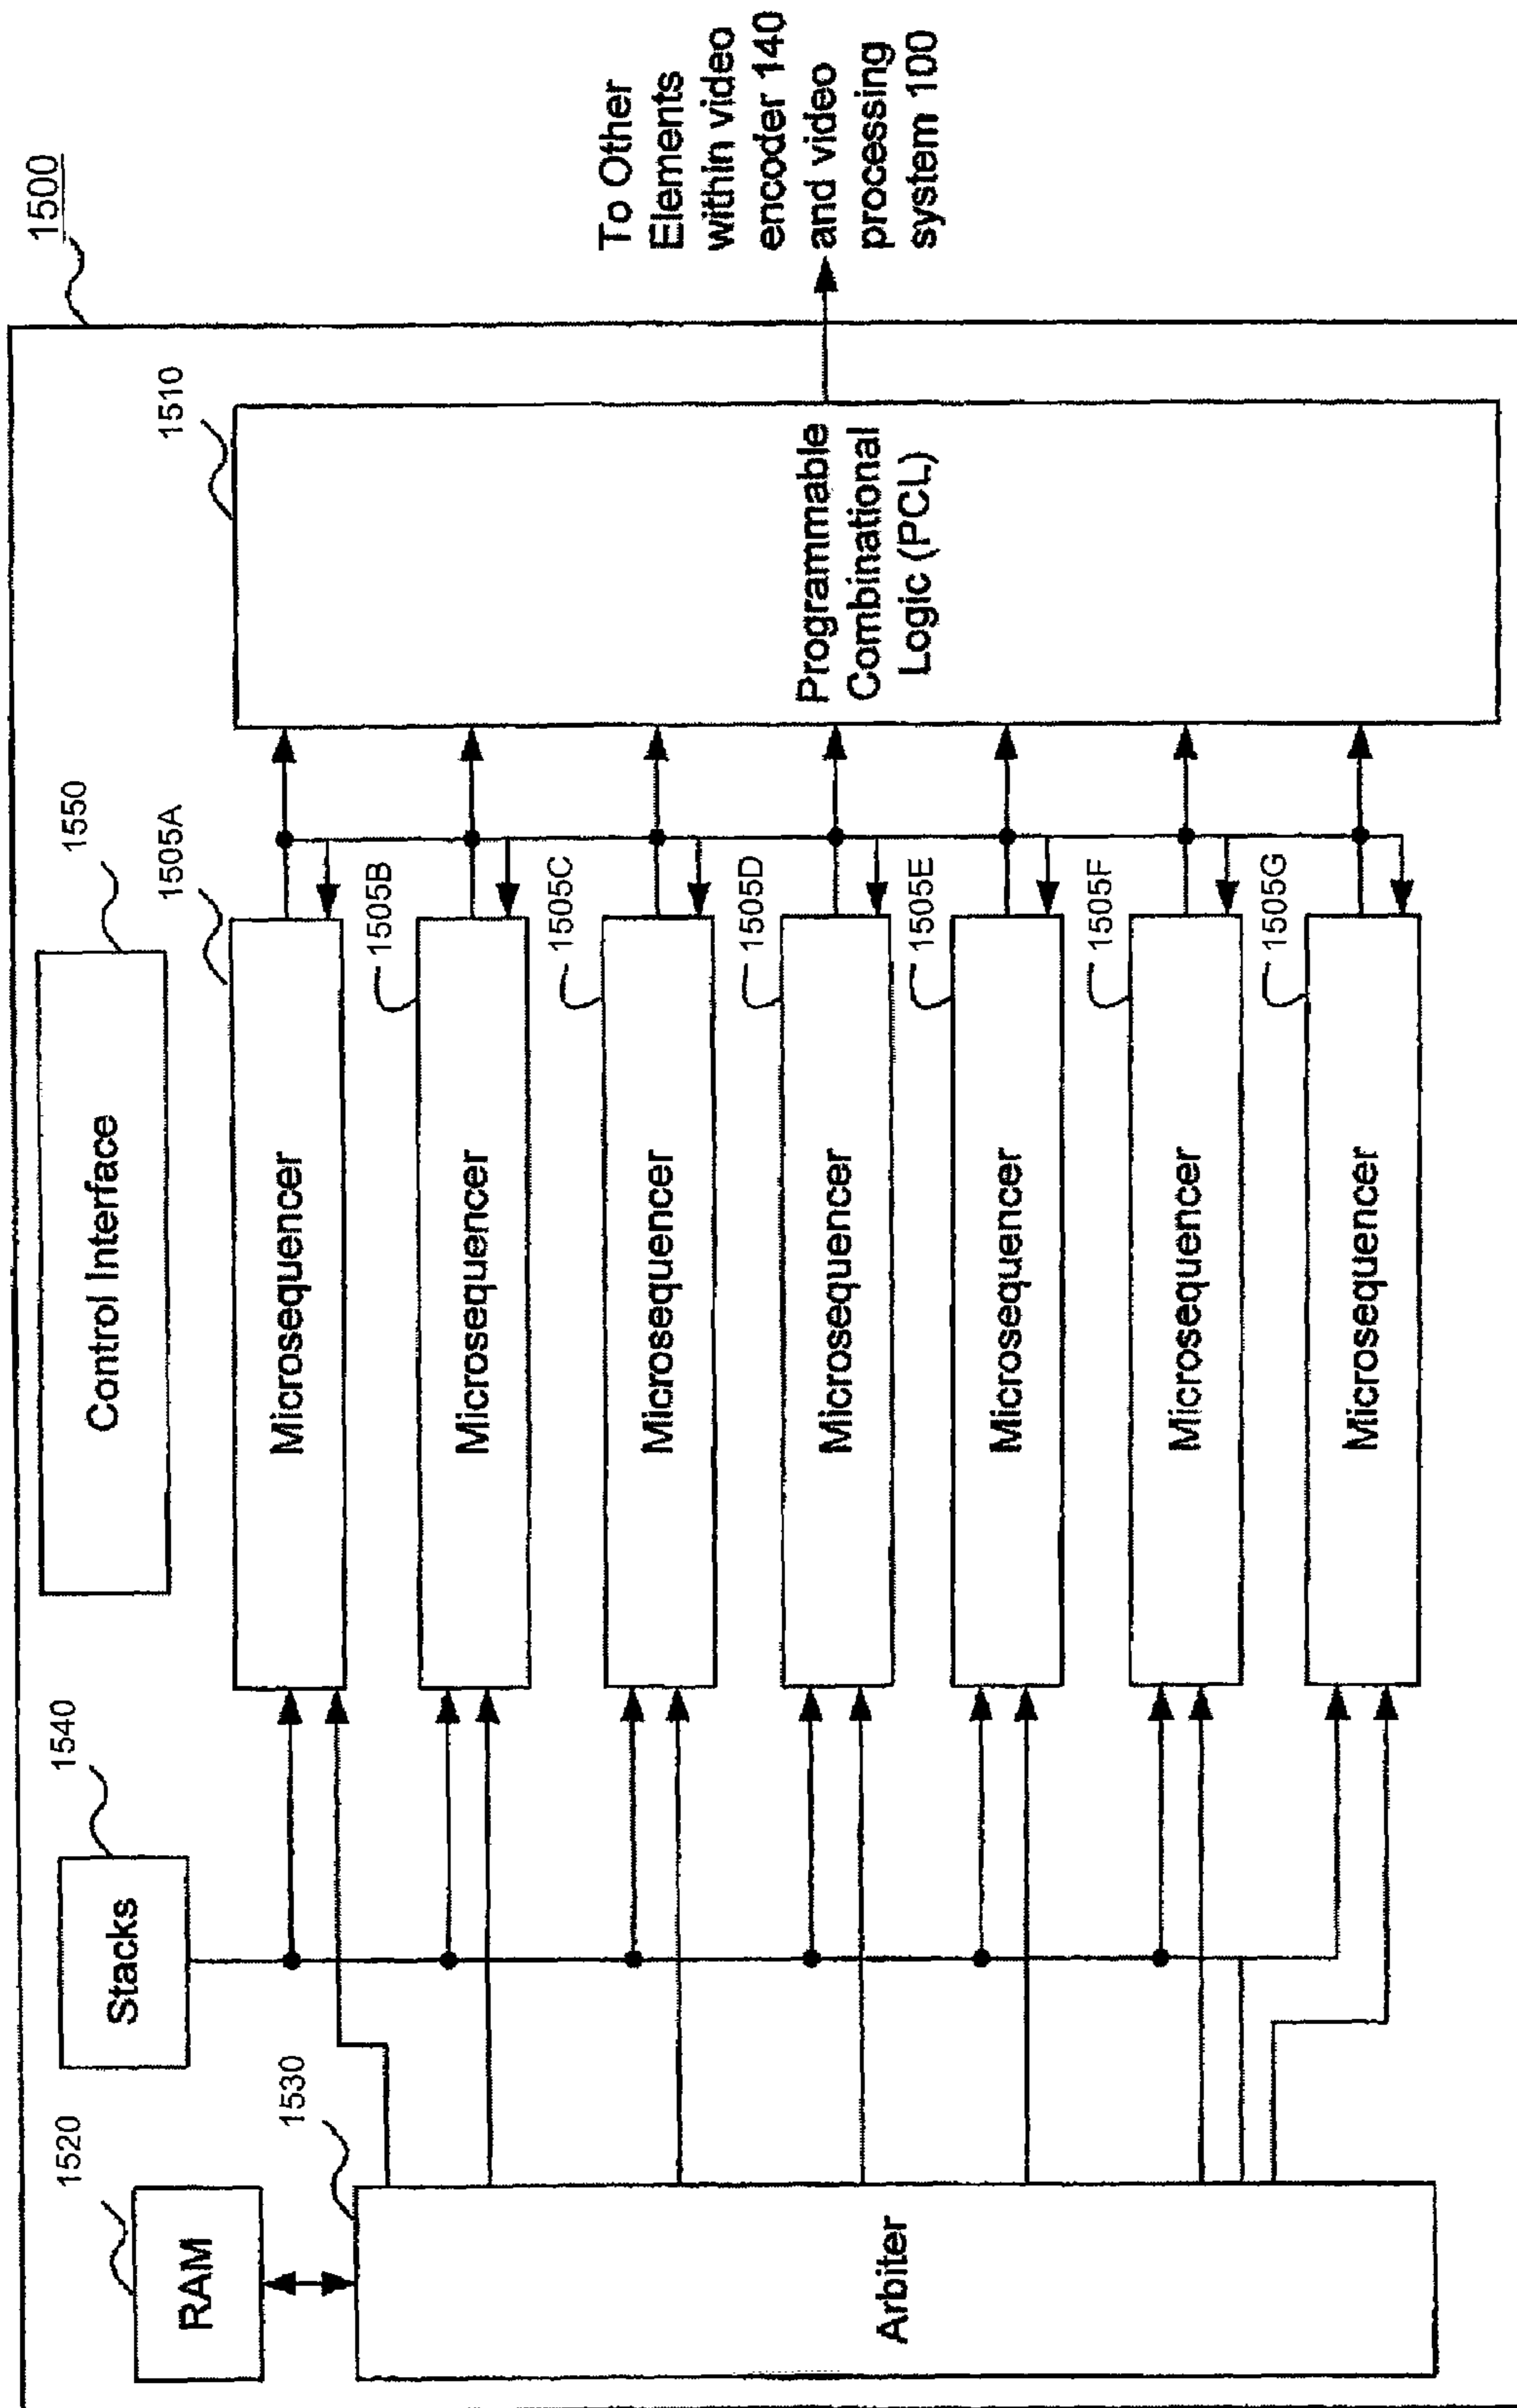 1500
To Other
Elements
within video
encoder 140
and video
processing
system 100
1520
RAM
1530
Arbiter
1540
Stacks
1550
Control Interface
1505A
Microsequencer
1505B
Microsequencer
1505C
Microsequencer
1505D
Microsequencer
1505E
Microsequencer
1505F
Microsequencer
1505G
Microsequencer
1510
Programmable
Combinational
Logic (PCL)